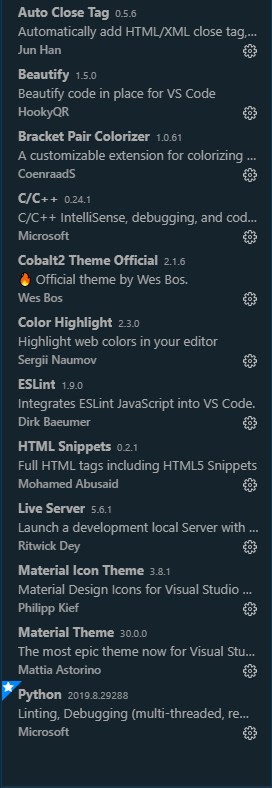 Auto Close Tag 0.5.6
Automatically add HTML/XML close tag,...
Jun Han
Beautify 1.5.0
Beautify code in place for VS Code
HookyQR
Bracket Pair Colorizer 1.0.61
A customizable extension for colorizing ...
CoenraadS
C/C++ 0.24.1
C/C++ IntelliSense, debugging, and cod...
Microsoft
Cobalt2 Theme Official 2.1.6
🔥 Official theme by Wes Bos.
Wes Bos
Color Highlight 2.3.0
Highlight web colors in your editor
Sergii Naumov
ESLint 1.9.0
Integrates ESLint JavaScript into VS Code.
Dirk Baeumer
HTML Snippets 0.2.1
Full HTML tags including HTML5 Snippets
Mohamed Abusaid
Live Server 5.6.1
Launch a development local Server with ...
Ritwick Dey
Material Icon Theme 3.8.1
Material Design Icons for Visual Studio ...
Philipp Kief
Material Theme 30.0.0
The most epic theme now for Visual Stu...
Mattia Astorino
Python 2019.8.29288
Linting, Debugging (multi-threaded, re...
Microsoft